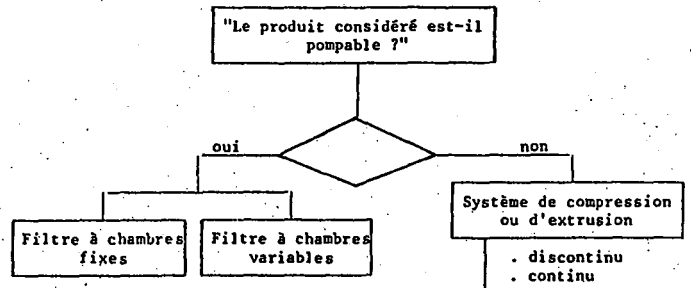 "Le produit considéré est-il
pompable ?"
oui
non
Système de compression
ou d'extrusion
Filtre à chambres
fixes
Filtre à chambres
variables
. discontinu
. continu